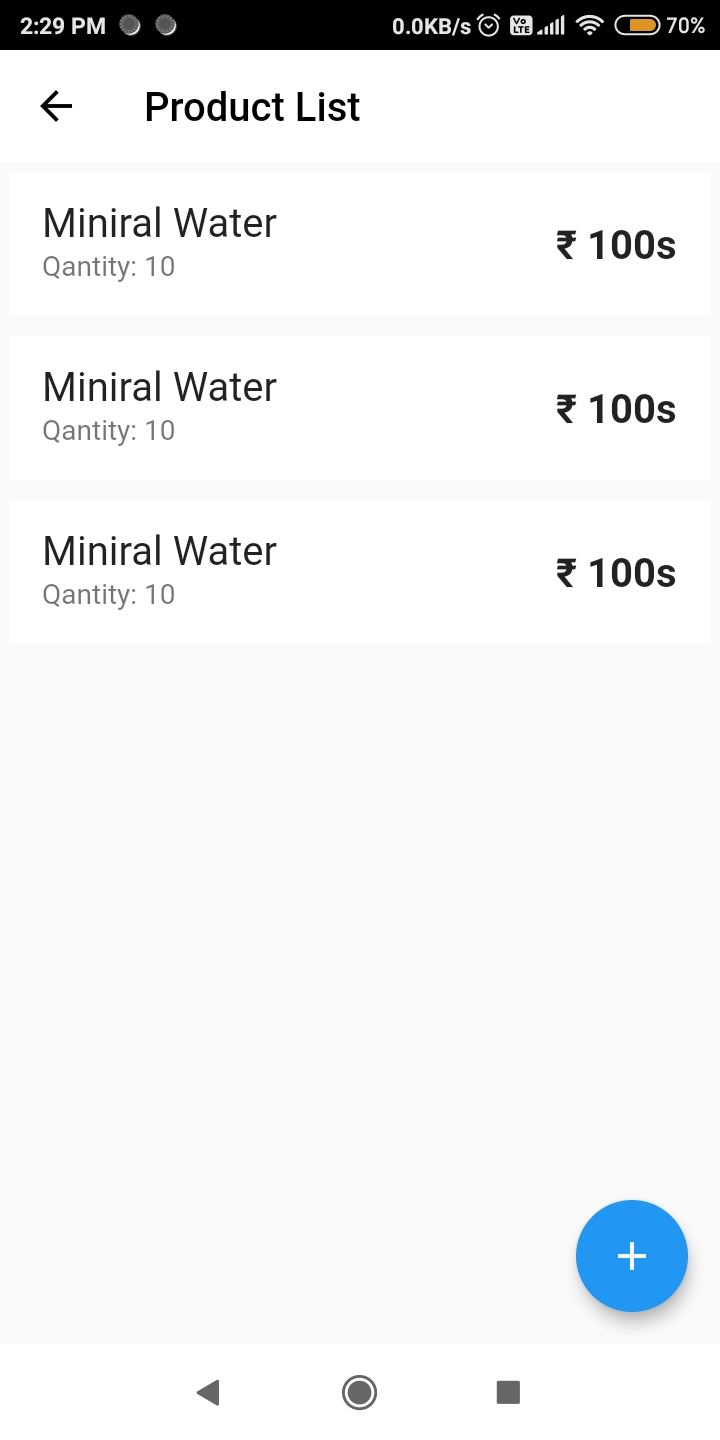 2:29 PM 0.0KB/s Vo LTE 70%
Product List
Miniral Water
Qantity: 10
₹ 100s
Miniral Water
Qantity: 10
₹ 100s
Miniral Water
Qantity: 10
₹ 100s